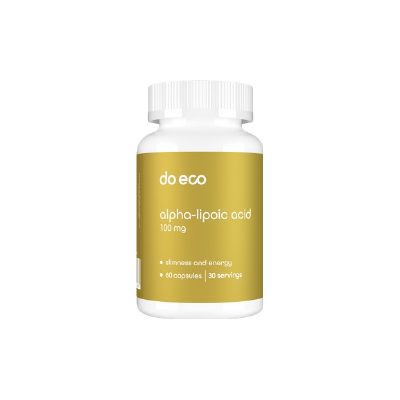 do eco
alpha-lipoic acid
100 mg
• slimness and energy
• 60 capsules | 30 servings